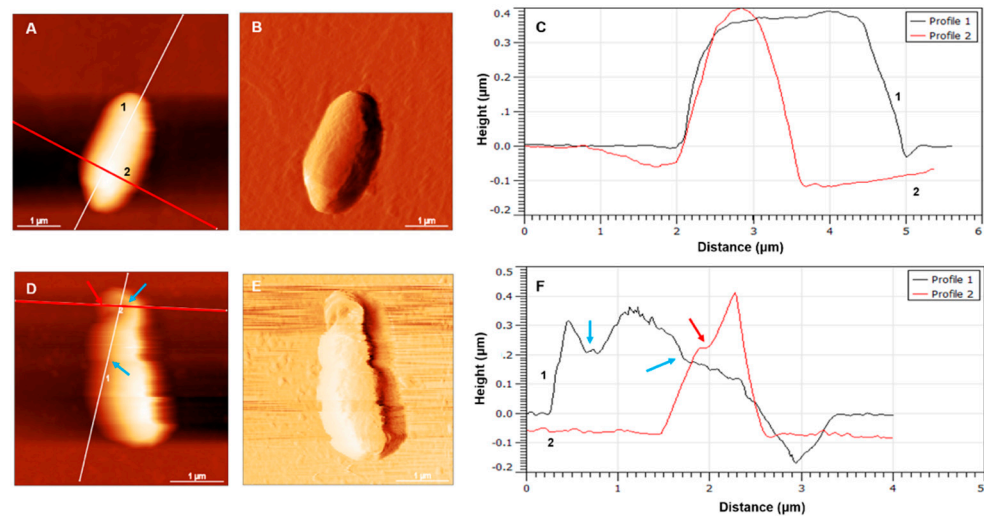 A
1
2
1 μm
B
1 μm
C
Profile 1
Profile 2
Height (μm)
0.4
0.3
0.2
0.1
-0.0
-0.1
-0.2
1
2
0 1 2 3 4 5 6
Distance (μm)
D
2
1
1 μm
E
1 μm
F
Profile 1
Profile 2
Height (μm)
0.5
0.4
0.3
0.2
0.1
0.0
-0.1
-0.2
1
2
0 1 2 3 4 5
Distance (μm)